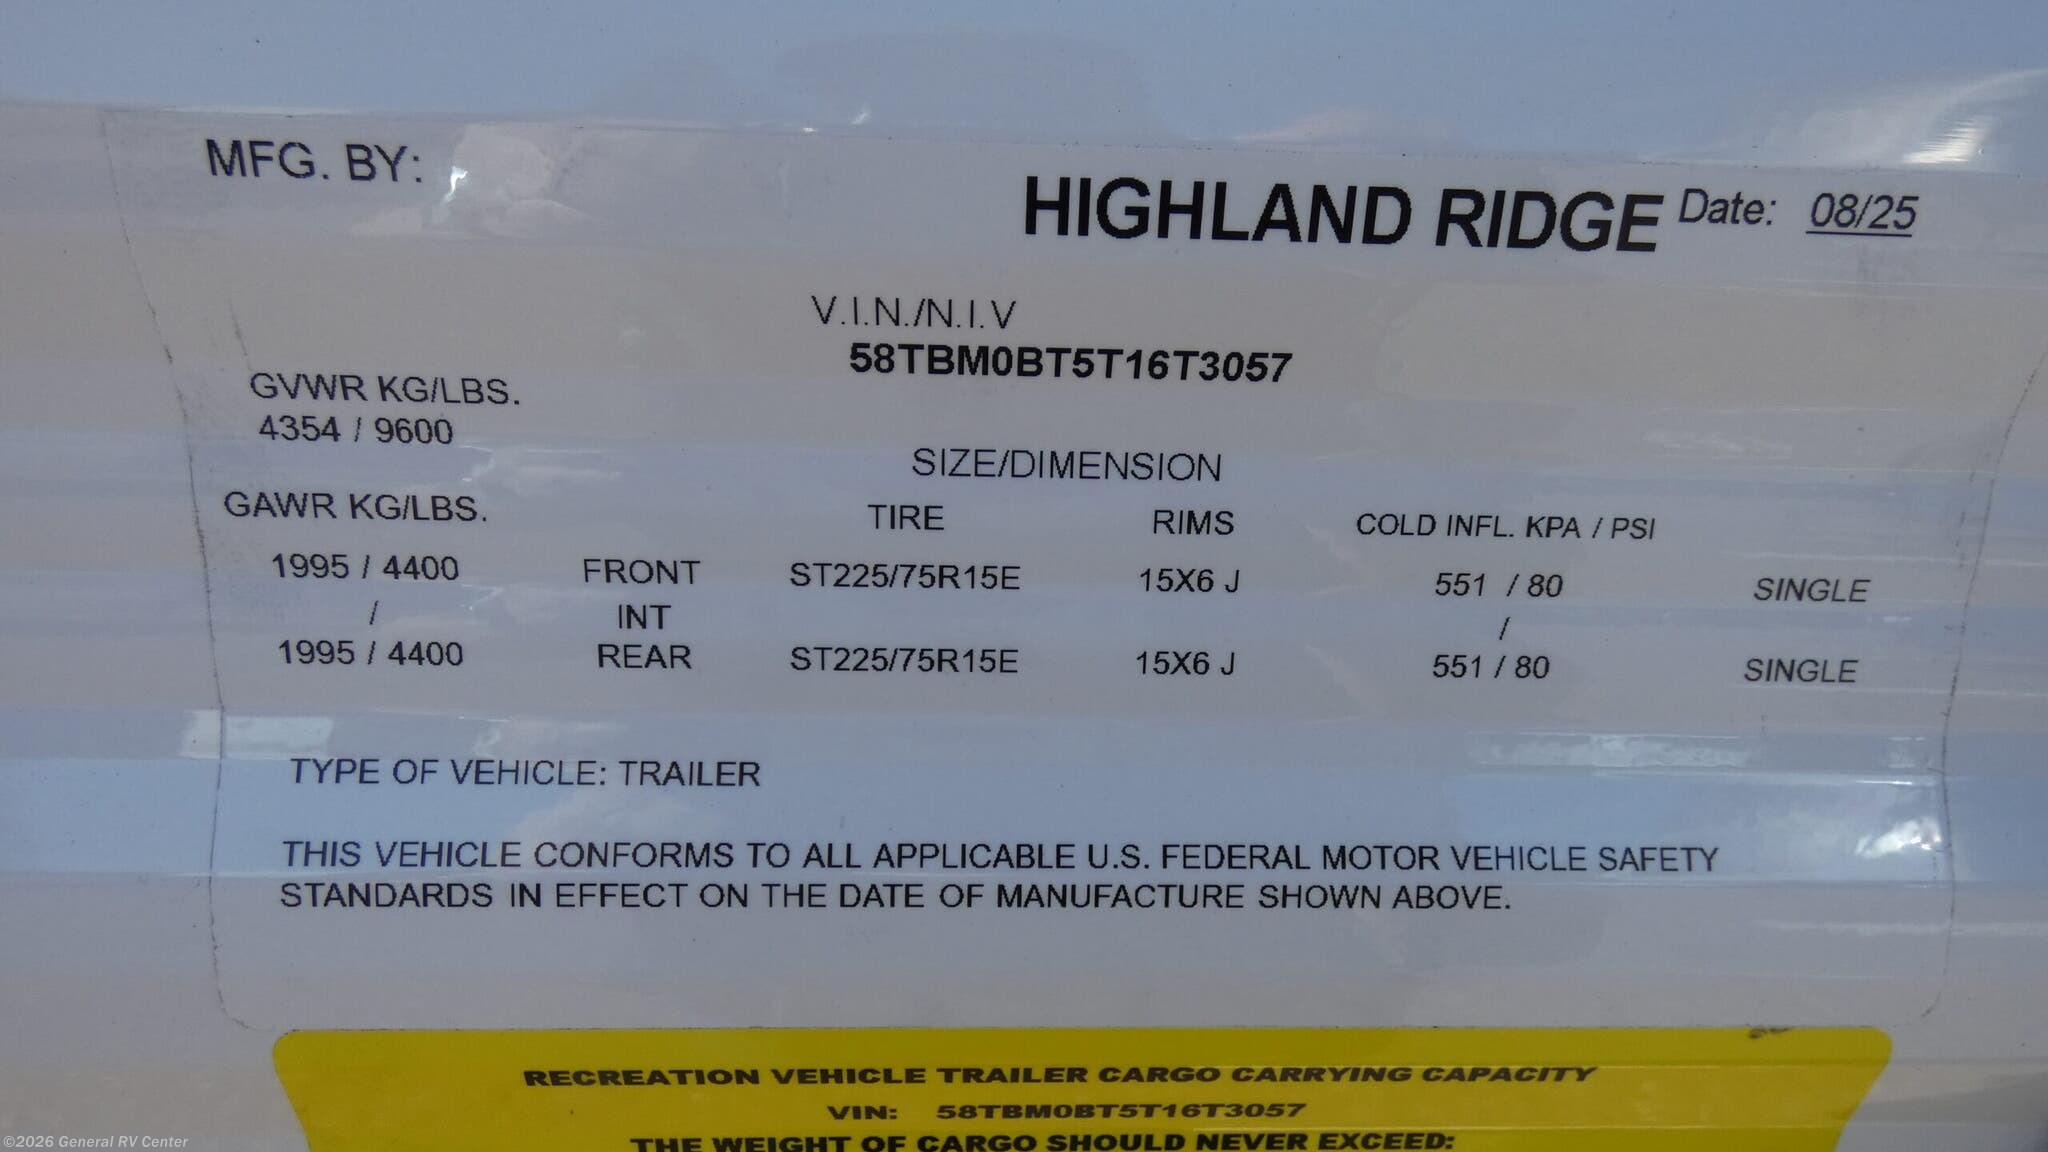 MFG. BY:
HIGHLAND RIDGE Date: 08/25
V.I.N./N.I.V
58TBM0BT5T16T3057
GVWR KG/LBS.
4354 / 9600
SIZE/DIMENSION
GAWR KG/LBS. TIRE RIMS COLD INFL. KPA / PSI
1995 / 4400 FRONT ST225/75R15E 15X6 J 551 / 80 SINGLE
/ INT /
1995 / 4400 REAR ST225/75R15E 15X6 J 551 / 80 SINGLE
TYPE OF VEHICLE: TRAILER
THIS VEHICLE CONFORMS TO ALL APPLICABLE U.S. FEDERAL MOTOR VEHICLE SAFETY
STANDARDS IN EFFECT ON THE DATE OF MANUFACTURE SHOWN ABOVE.
RECREATION VEHICLE TRAILER CARGO CARRYING CAPACITY
VIN: 58TBM0BT5T16T3057
THE WEIGHT OF CARGO SHOULD NEVER EXCEED:
©2026 General RV Center